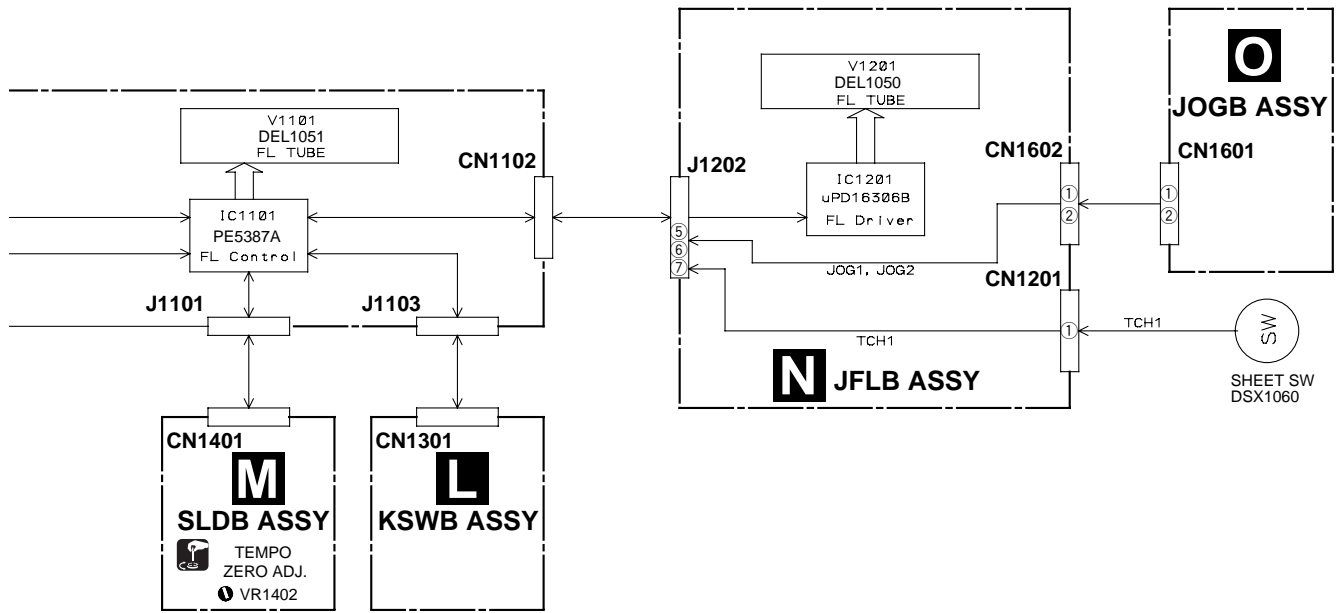 V1101
DEL1051
FL TUBE
IC1101
PE5387A
FL Control
CN1102
J1101
J1103
CN1401
M
SLDB ASSY
TEMPO
ZERO ADJ.
VR1402
CN1301
L
KSWB ASSY
V1201
DEL1050
FL TUBE
J1202
5
6
7
IC1201
uPD16306B
FL Driver
CN1602
1
2
JOG1, JOG2
CN1201
1
TCH1
N JFLB ASSY
O
JOGB ASSY
CN1601
1
2
TCH1
SW
SHEET SW
DSX1060